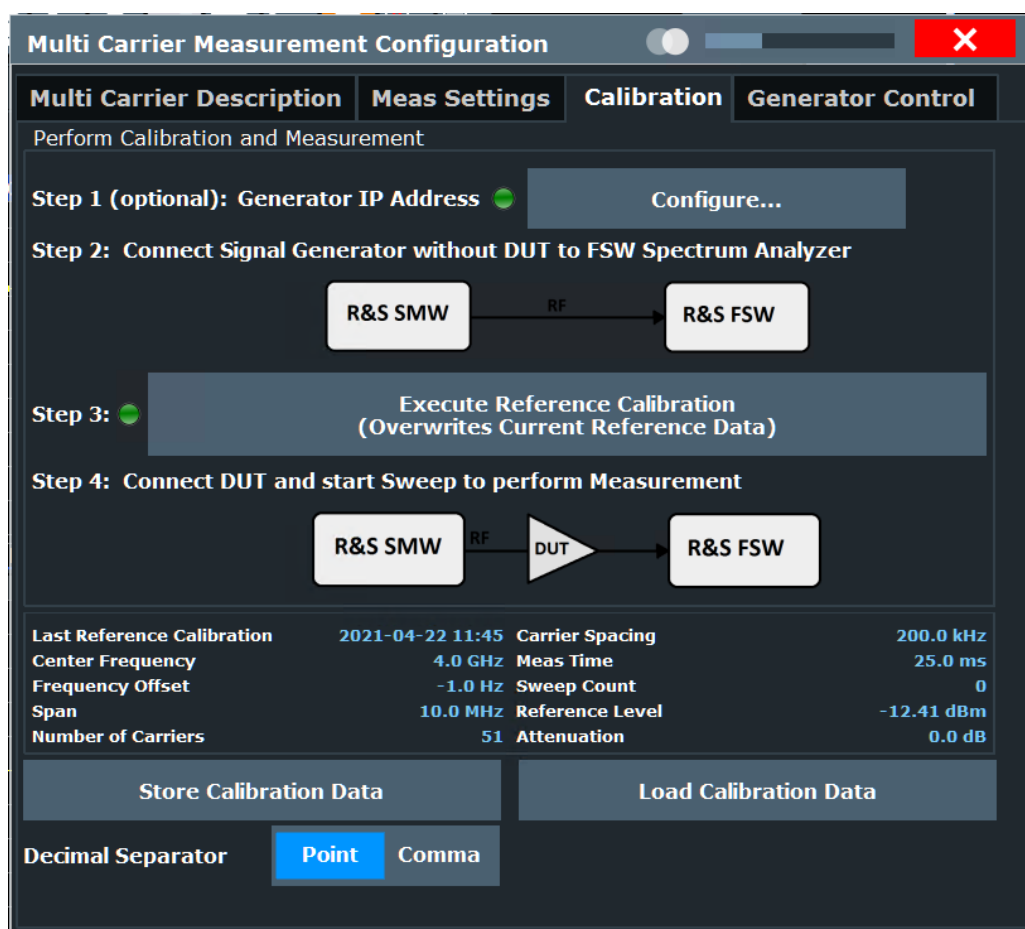 Multi Carrier Measurement Configuration
Multi Carrier Description Meas Settings Calibration Generator Control
Perform Calibration and Measurement
Step 1 (optional): Generator IP Address Configure...
Step 2: Connect Signal Generator without DUT to FSW Spectrum Analyzer
R&S SMW RF R&S FSW
Step 3: Execute Reference Calibration
(Overwrites Current Reference Data)
Step 4: Connect DUT and start Sweep to perform Measurement
R&S SMW RF DUT R&S FSW
Last Reference Calibration 2021-04-22 11:45 Carrier Spacing 200.0 kHz
Center Frequency 4.0 GHz Meas Time 25.0 ms
Frequency Offset -1.0 Hz Sweep Count 0
Span 10.0 MHz Reference Level -12.41 dBm
Number of Carriers 51 Attenuation 0.0 dB
Store Calibration Data Load Calibration Data
Decimal Separator Point Comma